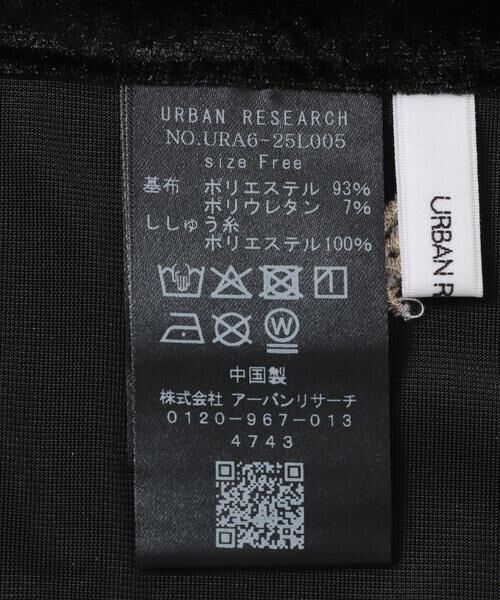 URBAN RESEARCH
NO.URA6-25L005
size Free
基布 ポリエステル 93%
ポリウレタン 7%
ししゅう糸
ポリエステル100%
W
中国製
株式会社 アーバンリサーチ
0120-967-013
4743
URBAN R